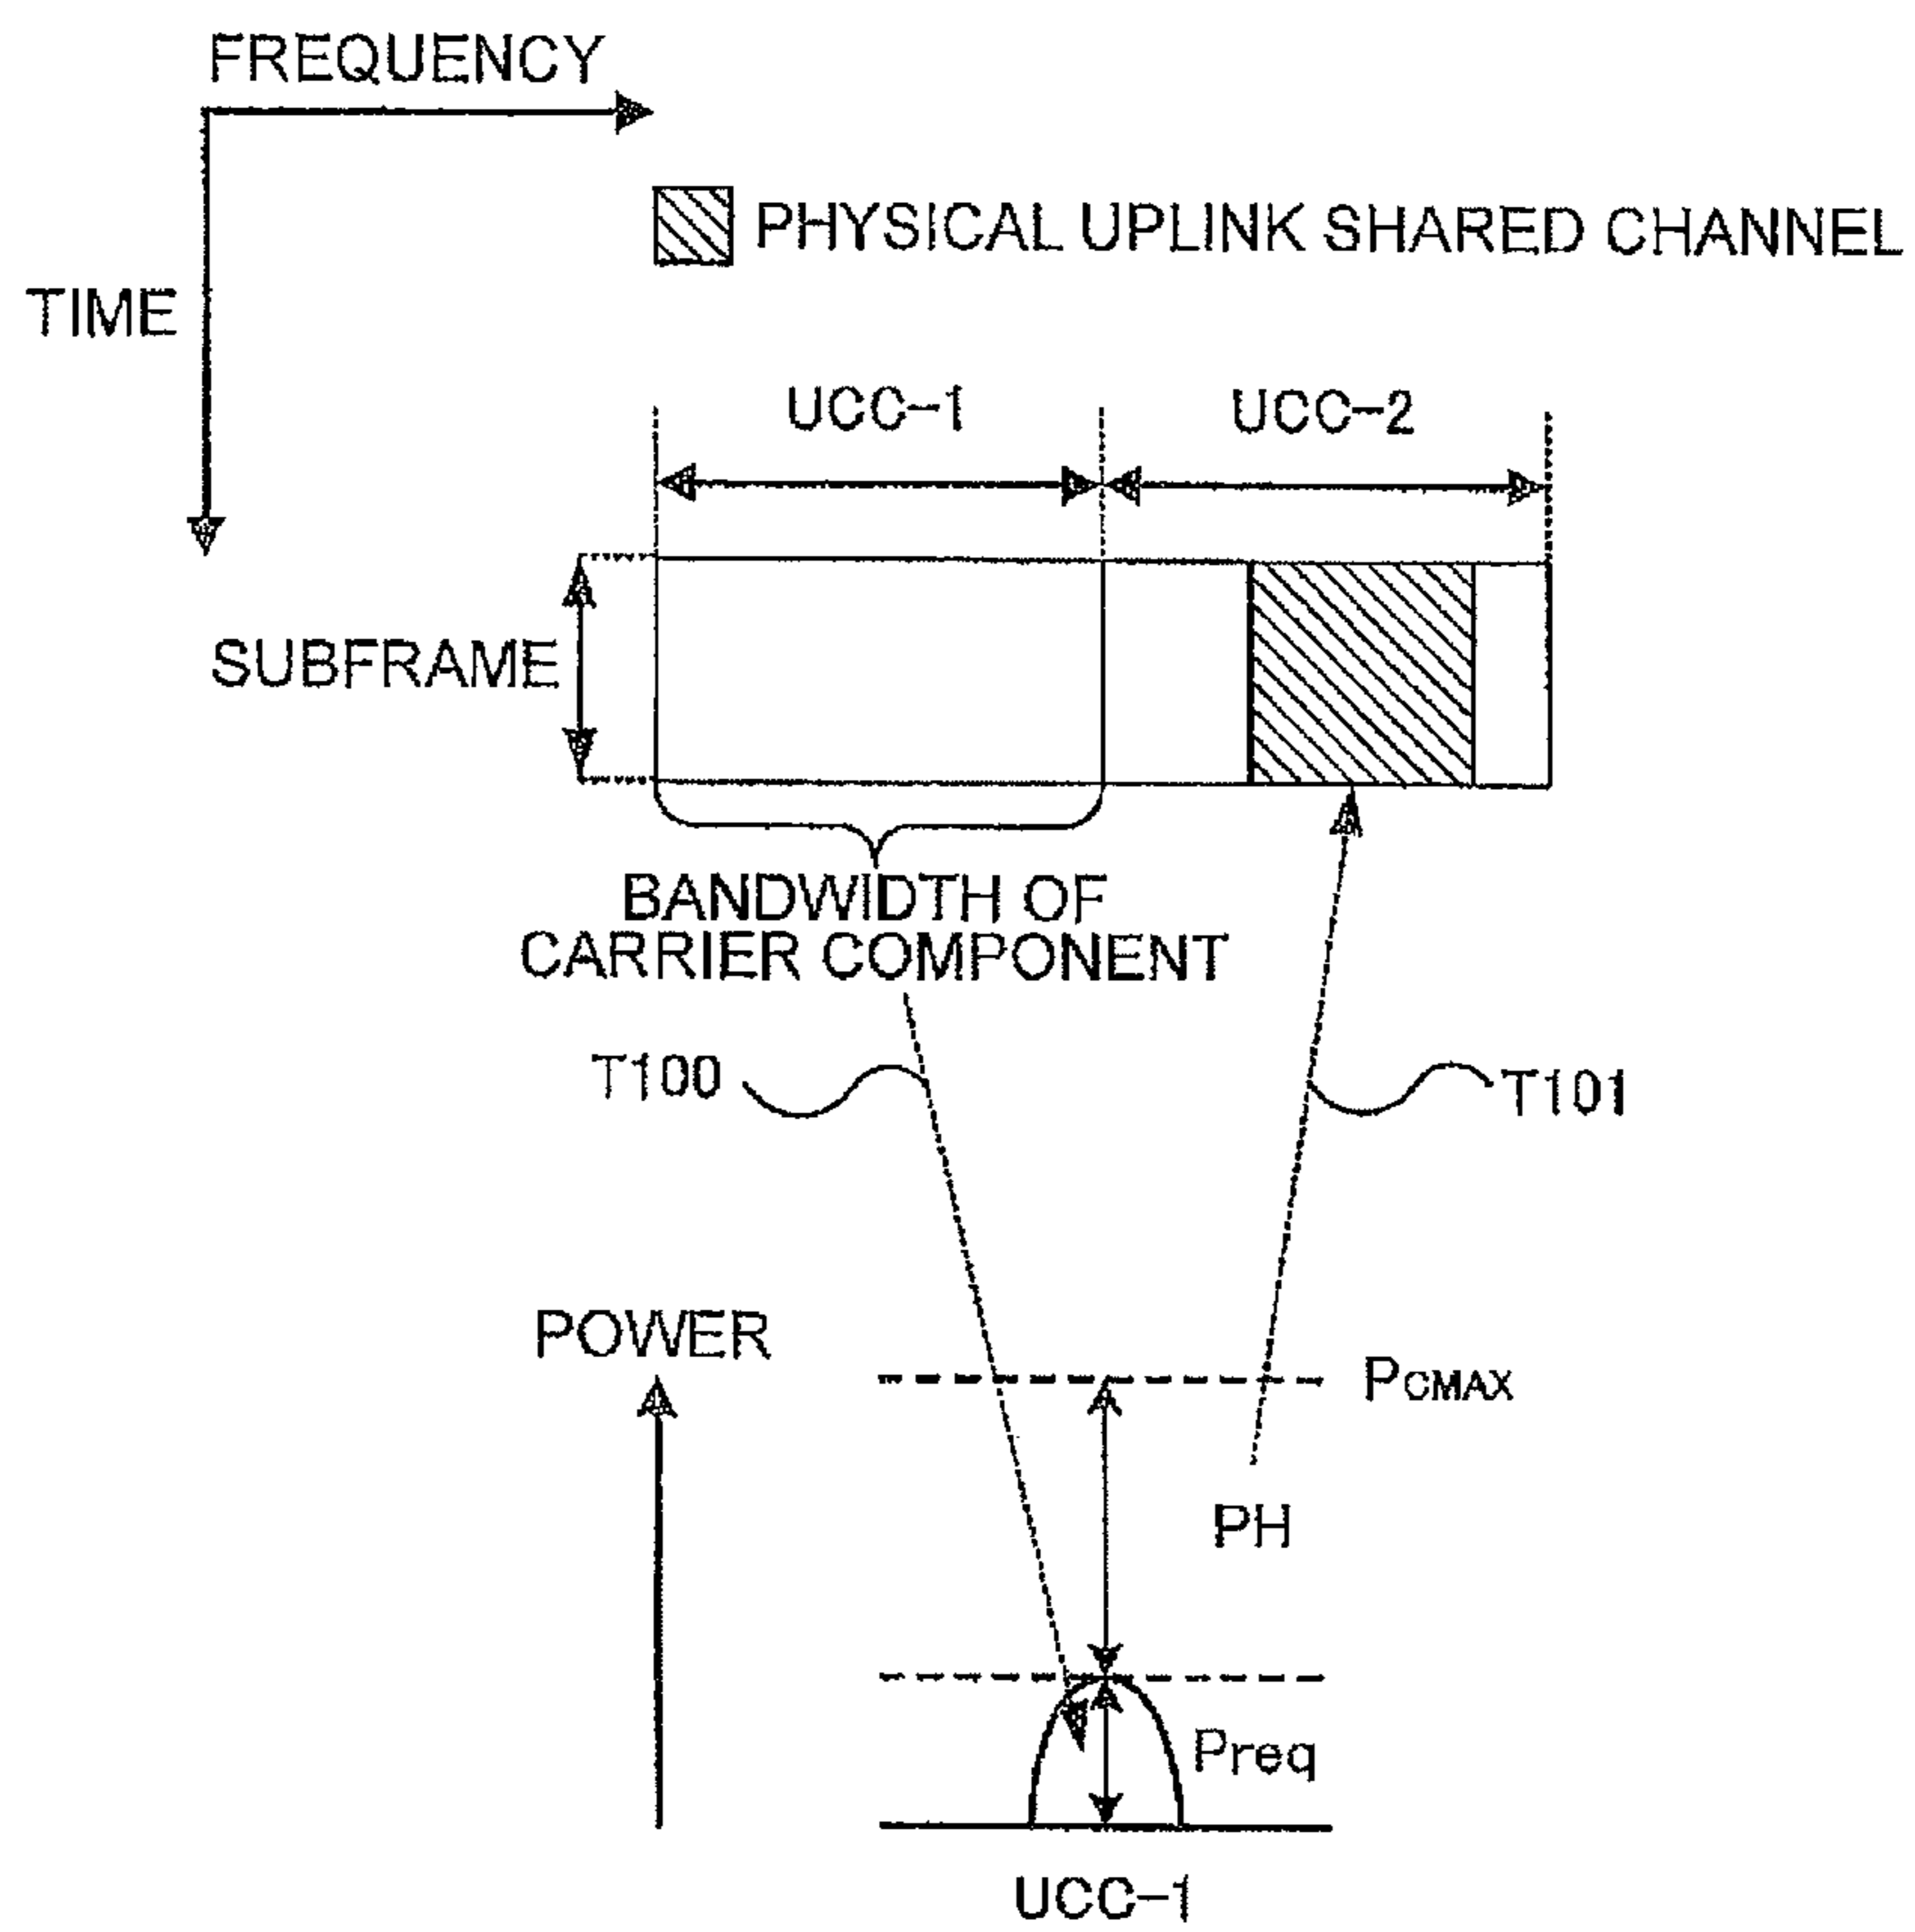 FREQUENCY
PHYSICAL UPLINK SHARED CHANNEL
TIME
UCC-1
UCC-2
SUBFRAME
BANDWIDTH OF
CARRIER COMPONENT
T100
T101
POWER
PCMAX
PH
Preq
UCC-1